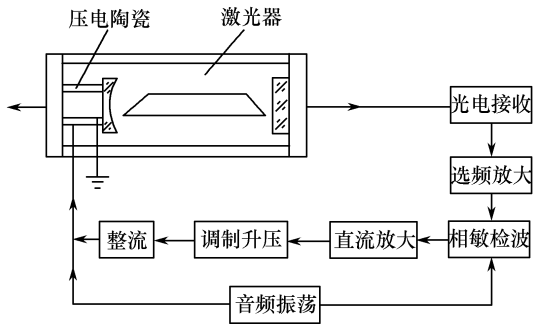 压电陶瓷
激光器
光电接收
选频放大
相敏检波
直流放大
调制升压
整流
音频振荡